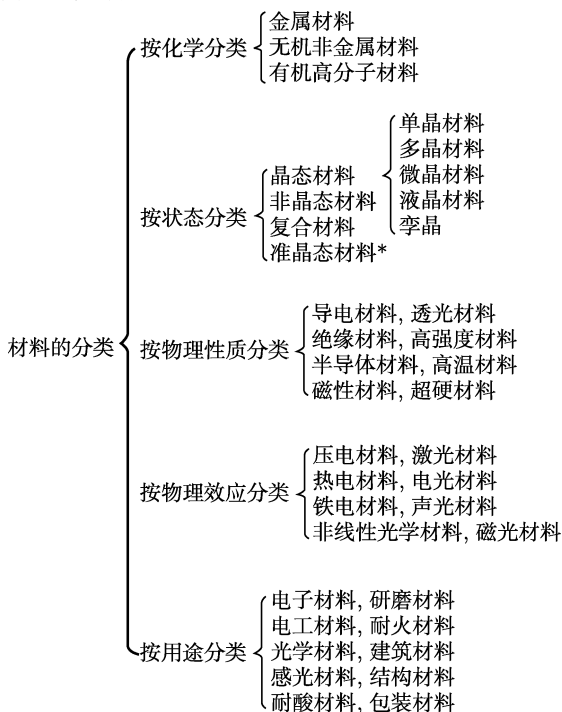 材料的分类
按化学分类
金属材料
无机非金属材料
有机高分子材料
按状态分类
晶态材料
非晶态材料
复合材料
准晶态材料*
单晶材料
多晶材料
微晶材料
液晶材料
孪晶
按物理性质分类
导电材料, 透光材料
绝缘材料, 高强度材料
半导体材料, 高温材料
磁性材料, 超硬材料
按物理效应分类
压电材料, 激光材料
热电材料, 电光材料
铁电材料, 声光材料
非线性光学材料, 磁光材料
按用途分类
电子材料, 研磨材料
电工材料, 耐火材料
光学材料, 建筑材料
感光材料, 结构材料
耐酸材料, 包装材料